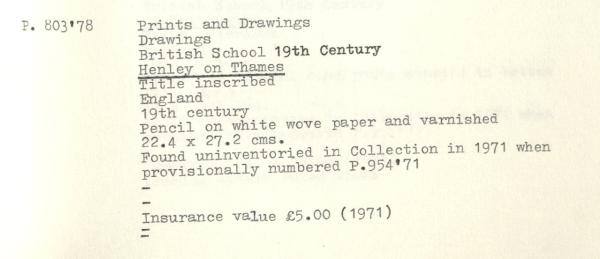 P. 803'78 Prints and Drawings
Drawings
British School 19th Century
Henley on Thames
Title inscribed
England
19th century
Pencil on white wove paper and varnished
22.4 x 27.2 cms.
Found uninventoried in Collection in 1971 when
provisionally numbered P.954'71
-
-
Insurance value £5.00 (1971)
=